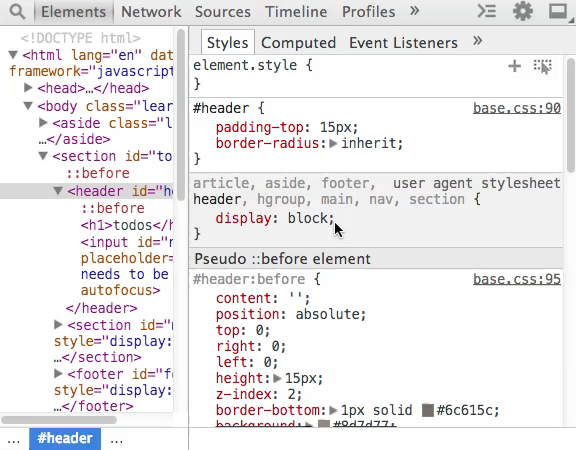 Elements Network Sources Timeline Profiles »
<!DOCTYPE html>
<html lang="en" dat
framework="javascript
<head>…</head>
<body class="lear
<aside class="l
…</aside>
<section id="to
::before
<header id="he
::before
<h1>todos</h
<input id="n
placeholder=
needs to be
autofocus>
</header>
<section id="m
style="display:
…</section>
<footer id="f
style="display:
…</footer>
... #header ...
Styles Computed Event Listeners »
element.style {
}
#header { base.css:90
padding-top: 15px;
border-radius: inherit;
}
article, aside, footer, user agent stylesheet
header, hgroup, main, nav, section {
display: block;
}
Pseudo ::before element
#header:before { base.css:95
content: '';
position: absolute;
top: 0;
right: 0;
left: 0;
height: 15px;
z-index: 2;
border-bottom: 1px solid #6c615c;
background: #8d7d77;